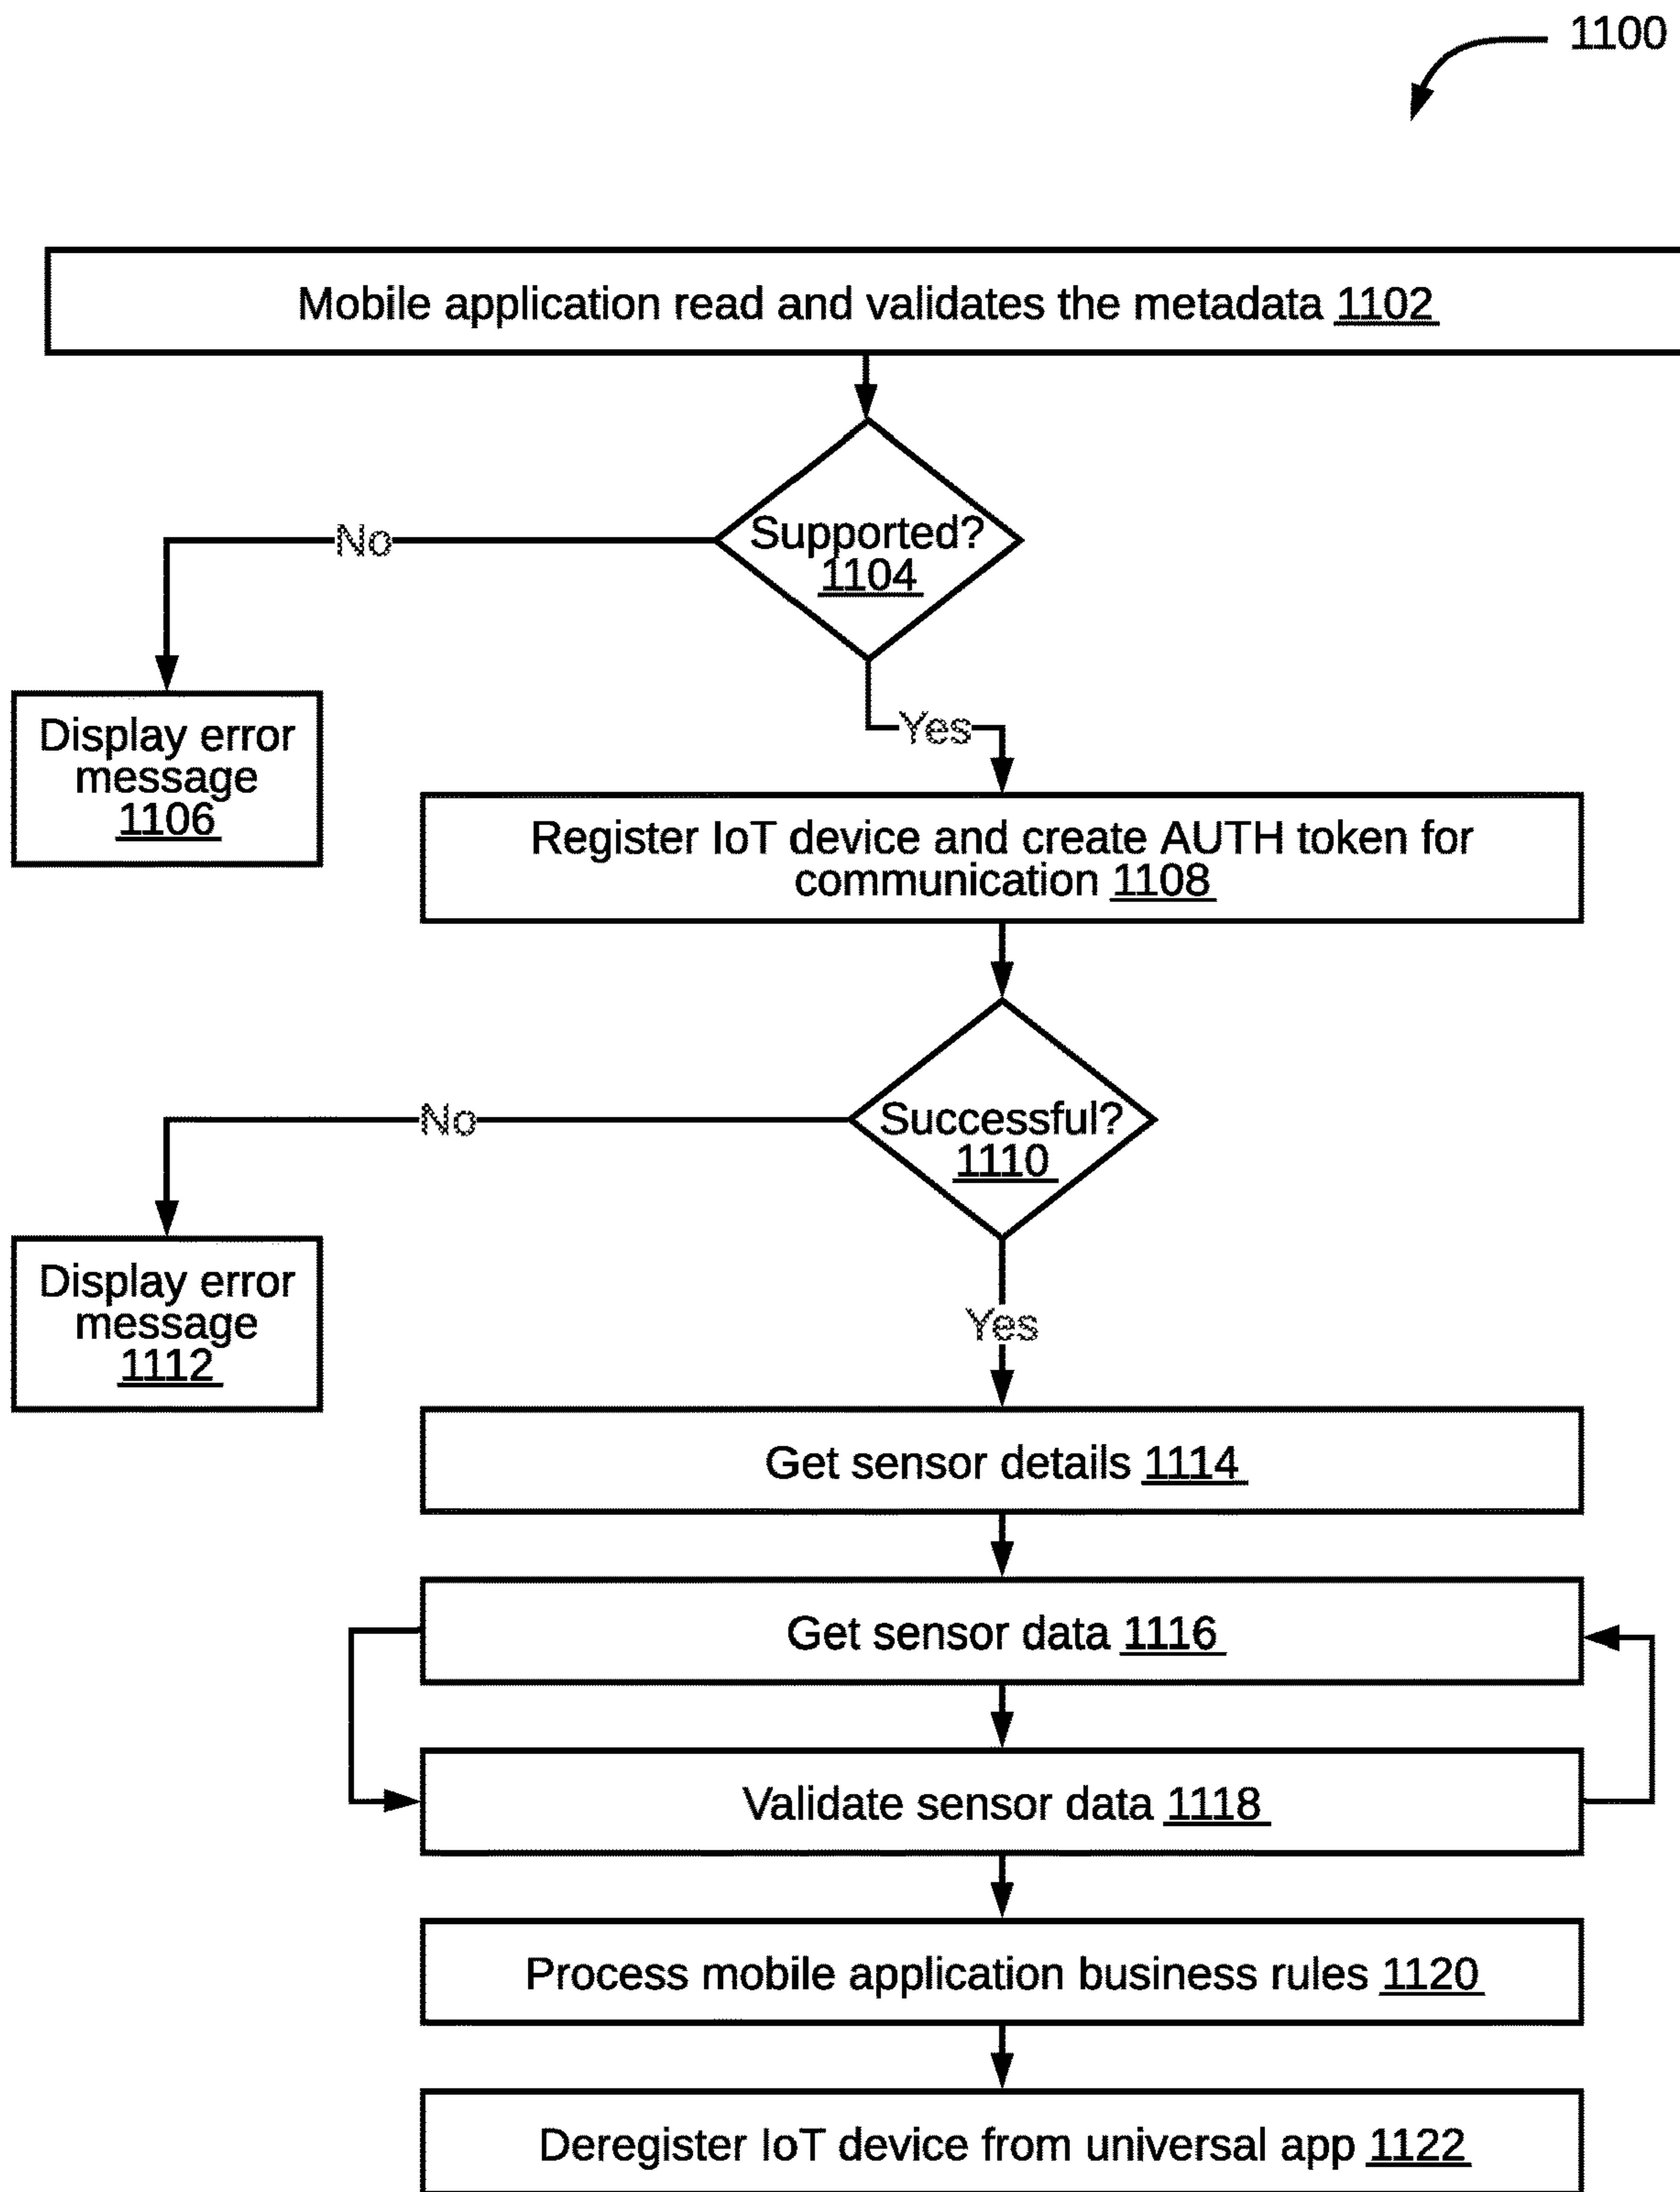 1100
Mobile application read and validates the metadata 1102
Supported?
1104
No
Yes
Display error
message
1106
Register IoT device and create AUTH token for
communication 1108
Successful?
1110
No
Yes
Display error
message
1112
Get sensor details 1114
Get sensor data 1116
Validate sensor data 1118
Process mobile application business rules 1120
Deregister IoT device from universal app 1122